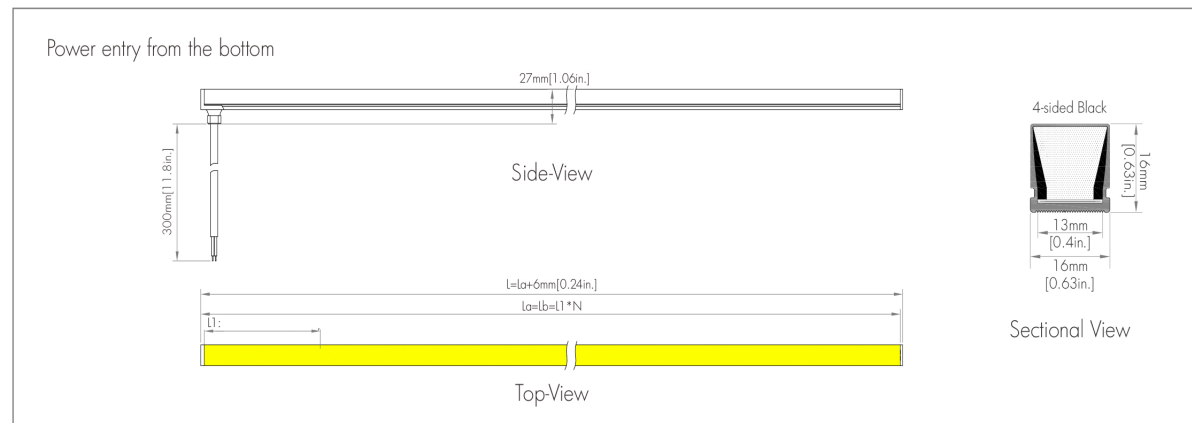 Power entry from the bottom
27mm[1.06in.]
300mm[11.8in.]
Side-View
4-sided Black
16mm
[0.63in.]
13mm
[0.4in.]
16mm
[0.63in.]
Sectional View
L=La+6mm[0.24in.]
La=Lb=L1*N
L1:
Top-View